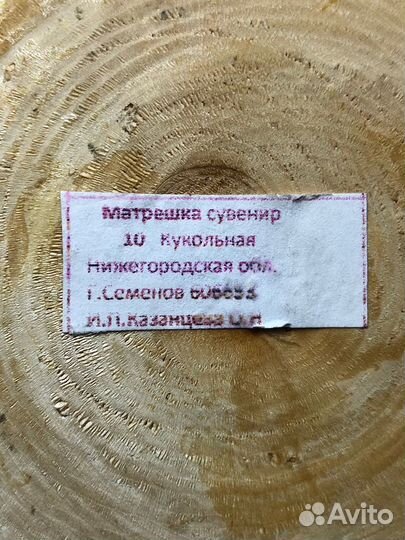 Матрешка сувенир
10 Кукольная
Нижегородская обл.
Г.Семенов
И.П.Казанцева
Avito